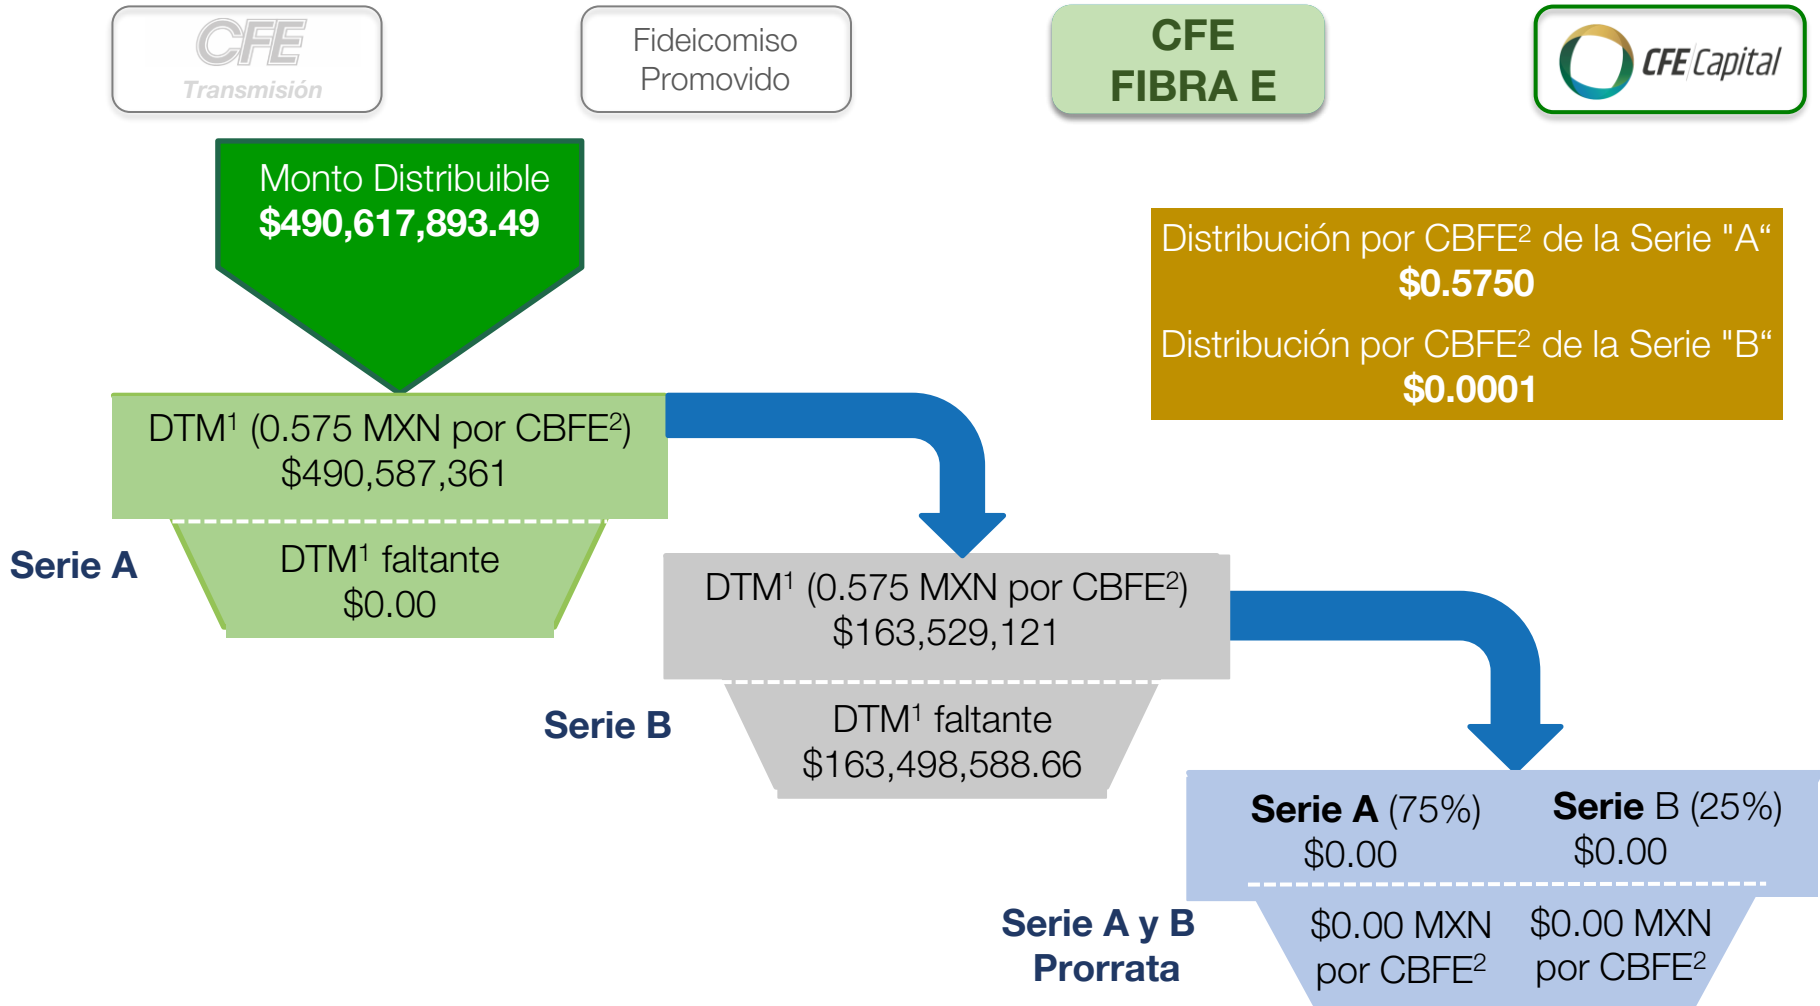 CFE
Transmisión
Fideicomiso
Promovido
CFE
FIBRA E
CFE Capital
Monto Distribuible
$490,617,893.49
Distribución por CBFE² de la Serie "A“
$0.5750
Distribución por CBFE² de la Serie "B“
$0.0001
DTM¹ (0.575 MXN por CBFE²)
$490,587,361
DTM¹ faltante
$0.00
Serie A
DTM¹ (0.575 MXN por CBFE²)
$163,529,121
DTM¹ faltante
$163,498,588.66
Serie B
Serie A (75%)
$0.00
Serie B (25%)
$0.00
Serie A y B
Prorrata
$0.00 MXN
por CBFE²
$0.00 MXN
por CBFE²